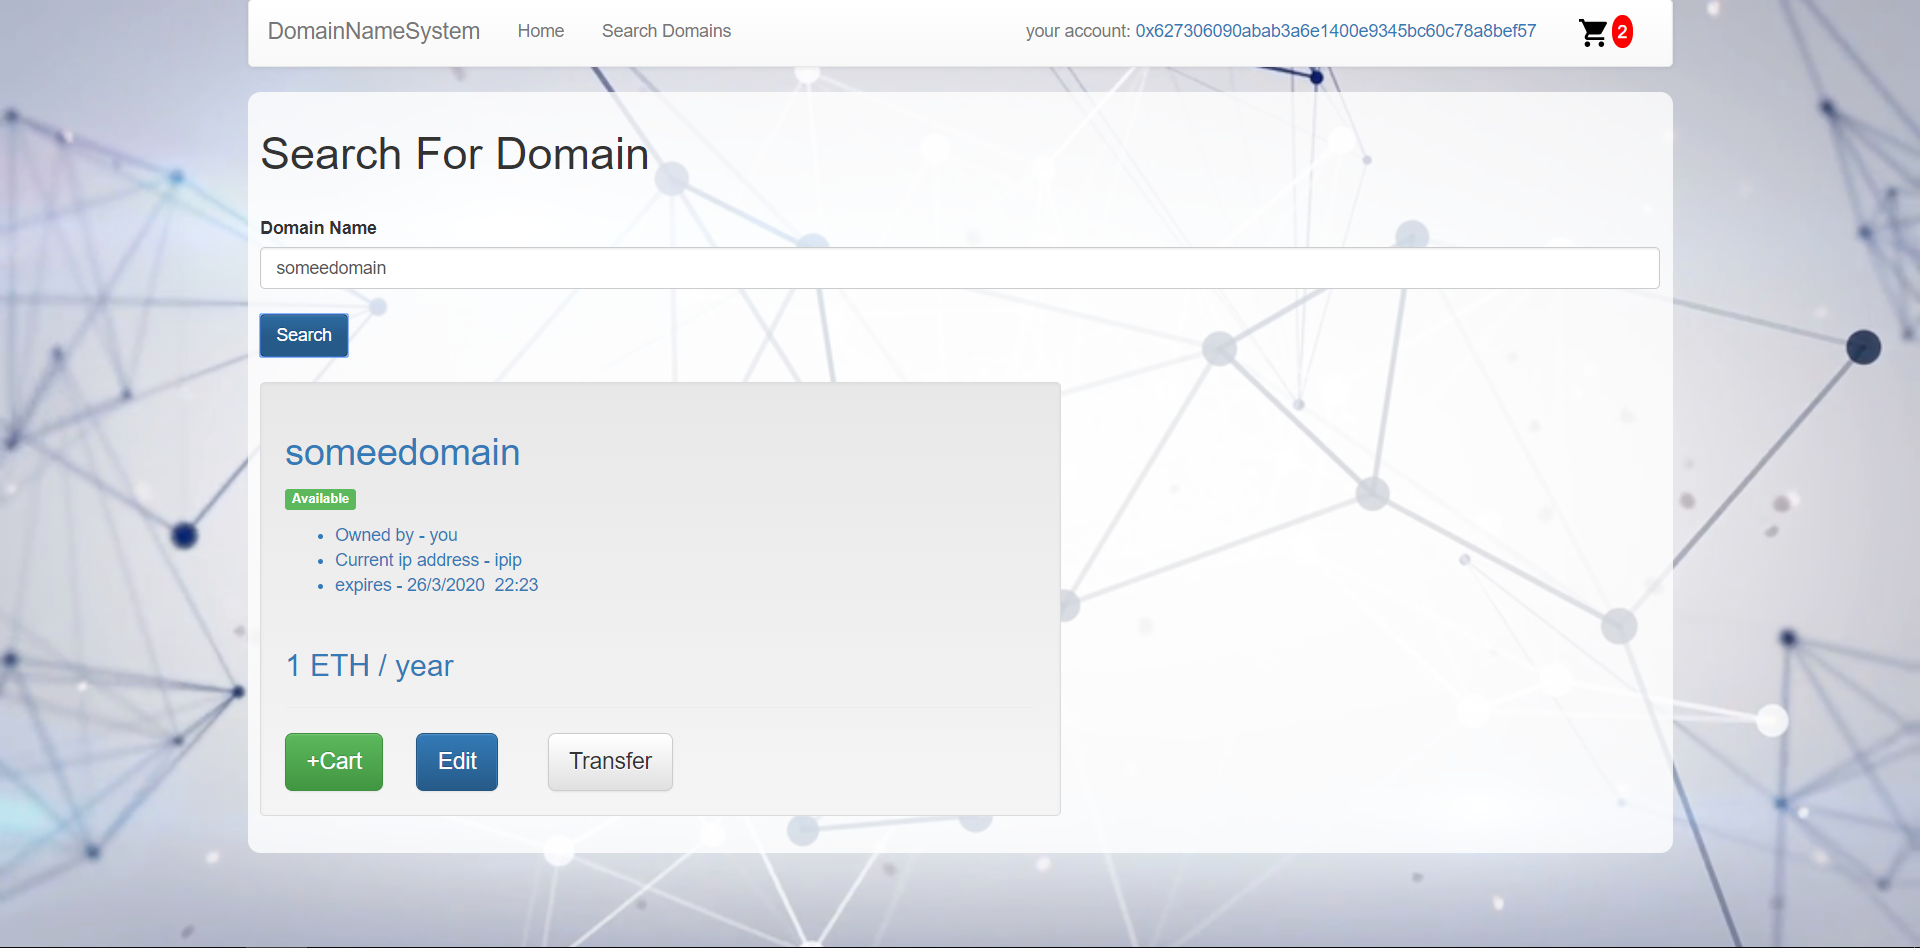 DomainNameSystem Home Search Domains your account: 0x627306090abab3a6e1400e9345bc60c78a8bef57 2
Search For Domain
Domain Name
someedomain
Search
someedomain
Available
Owned by - you
Current ip address - ipip
expires - 26/3/2020 22:23
1 ETH / year
+Cart Edit Transfer